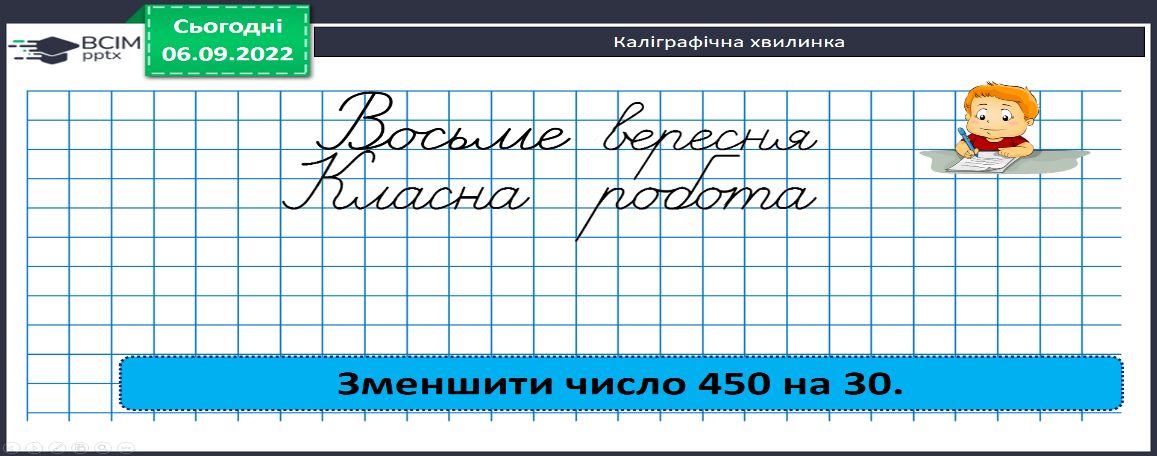 Сьогодні
06.09.2022
ВСІМ
pptx
Каліграфічна хвилинка
Восьме вересня
Класна робота
Зменшити число 450 на 30.